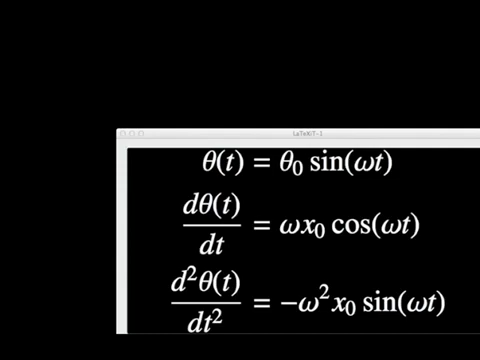 LaTeXiT-1
θ(t) = θ₀ sin(ωt)
dθ(t)/dt = ωx₀ cos(ωt)
d²θ(t)/dt² = −ω²x₀ sin(ωt)